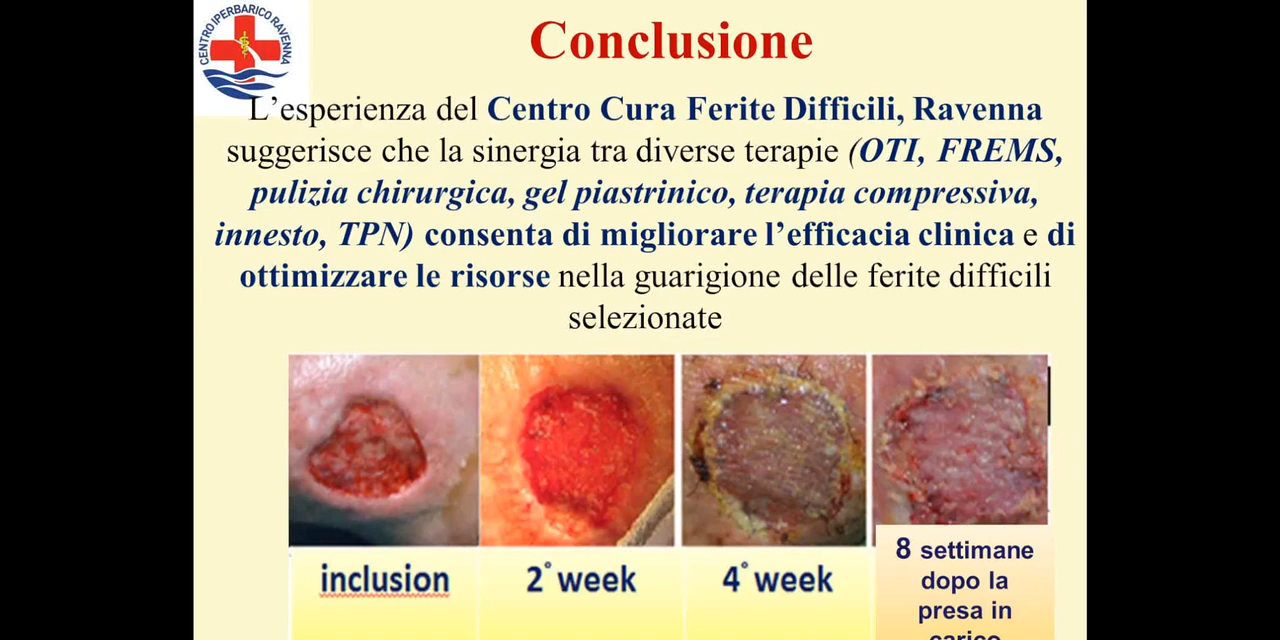 CENTRO IPERBARICO RAVENNA
Conclusione
L’esperienza del Centro Cura Ferite Difficili, Ravenna
suggerisce che la sinergia tra diverse terapie (OTI, FREMS,
pulizia chirurgica, gel piastrinico, terapia compressiva,
innesto, TPN) consenta di migliorare l’efficacia clinica e di
ottimizzare le risorse nella guarigione delle ferite difficili
selezionate
inclusion
2° week
4° week
8 settimane
dopo la
presa in
carico